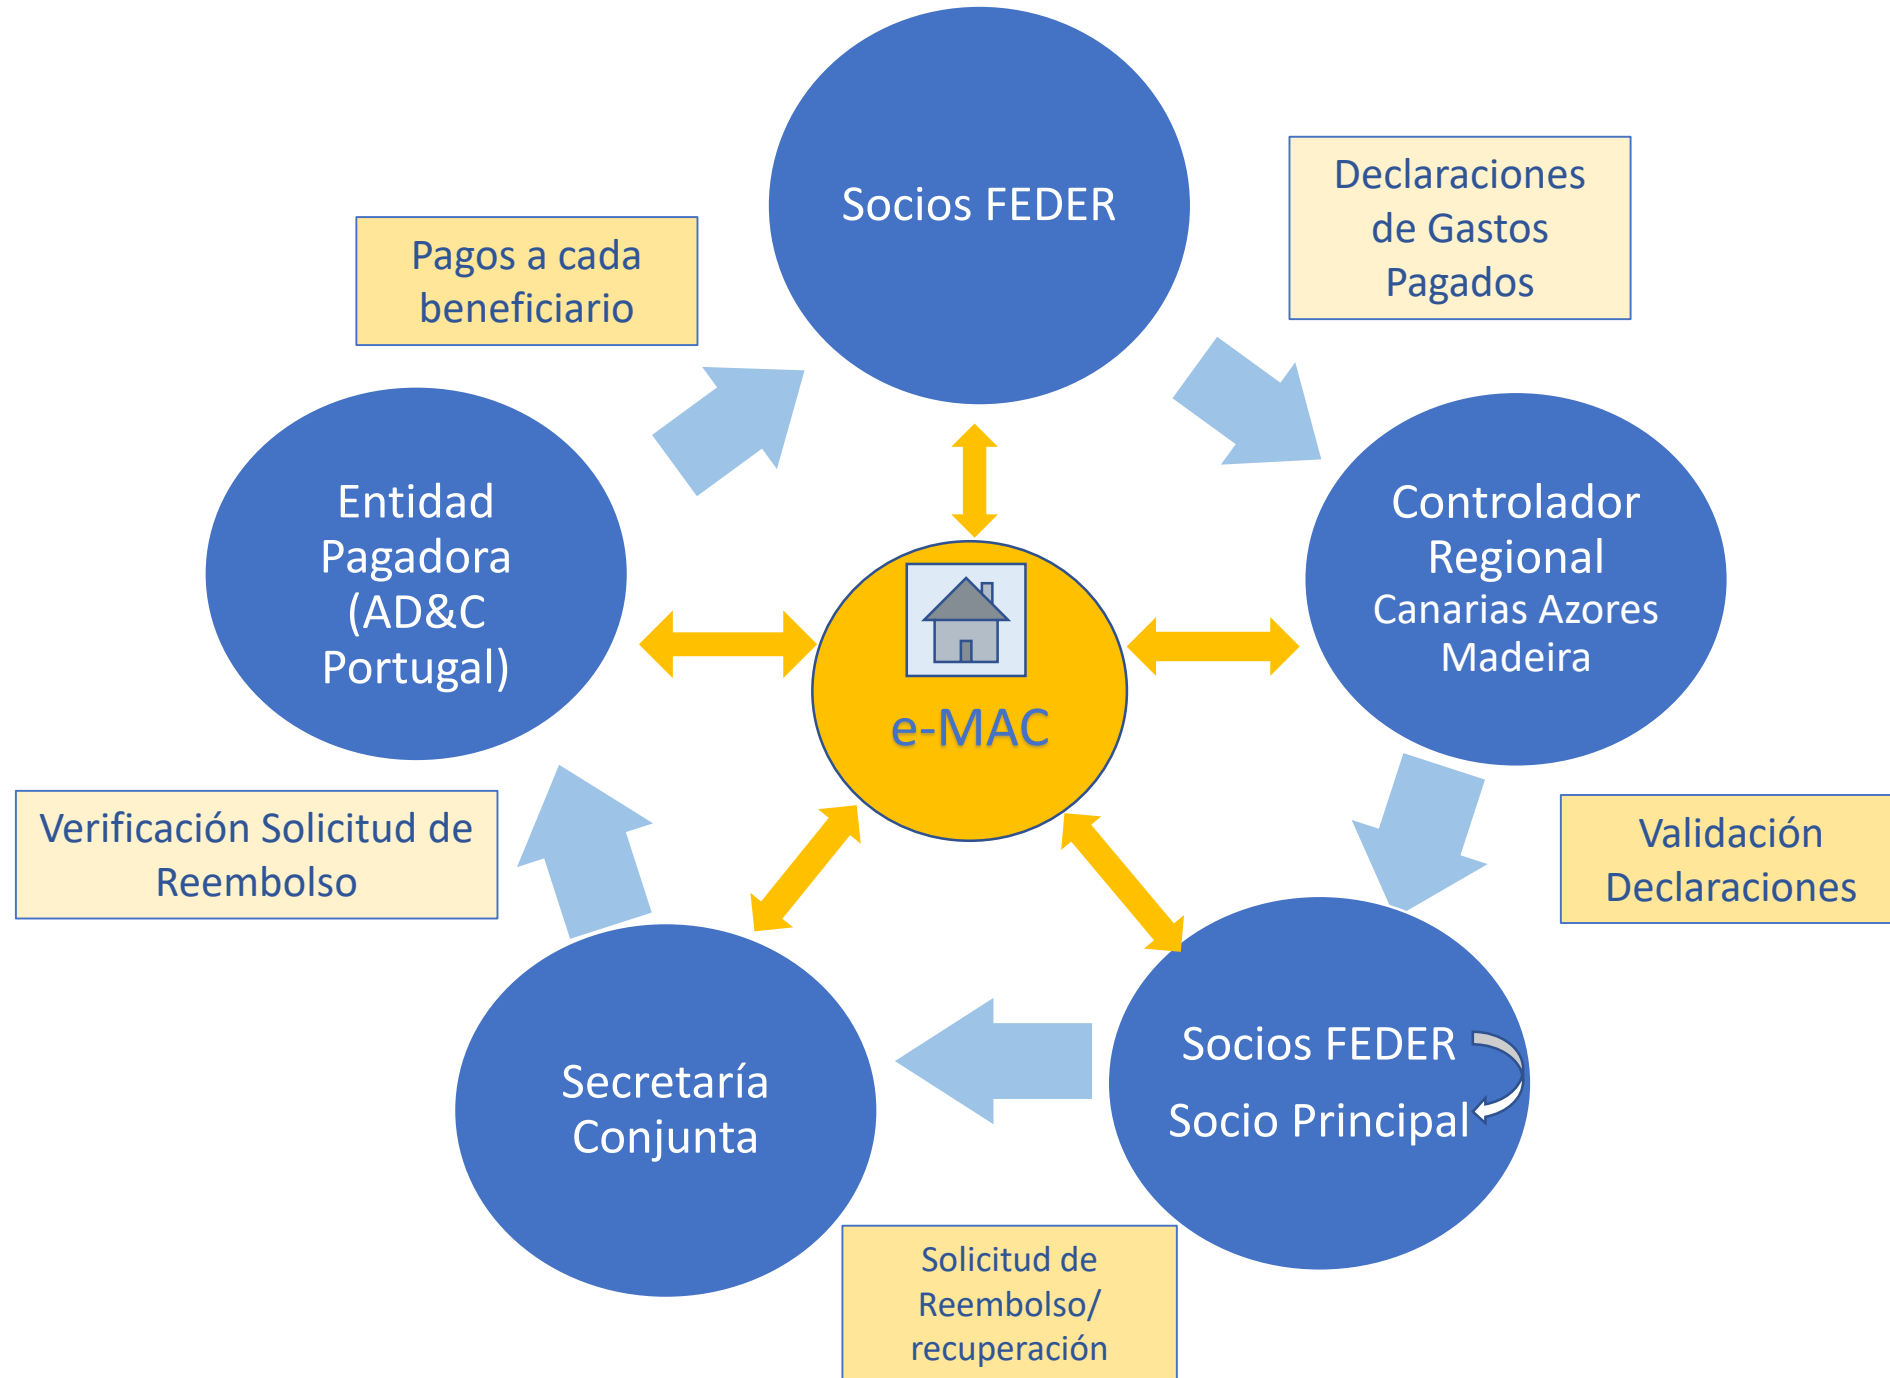 Socios FEDER
Declaraciones
de Gastos
Pagados
Pagos a cada
beneficiario
Entidad
Pagadora
(AD&C
Portugal)
Controlador
Regional
Canarias Azores
Madeira
e-MAC
Verificación Solicitud de
Reembolso
Validación
Declaraciones
Secretaría
Conjunta
Socios FEDER
Socio Principal
Solicitud de
Reembolso/
recuperación